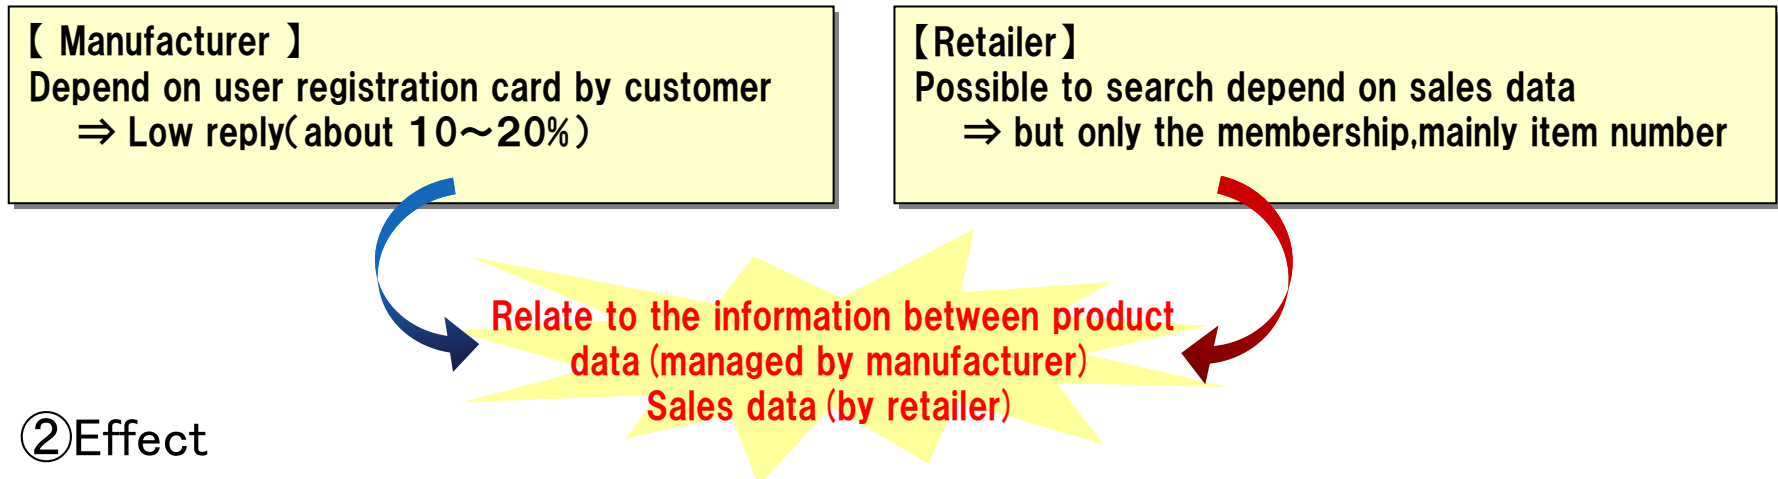 【 Manufacturer 】
Depend on user registration card by customer
⇒ Low reply(about 10～20%)
【Retailer】
Possible to search depend on sales data
⇒ but only the membership,mainly item number
Relate to the information between product
data (managed by manufacturer)
Sales data (by retailer)
②Effect